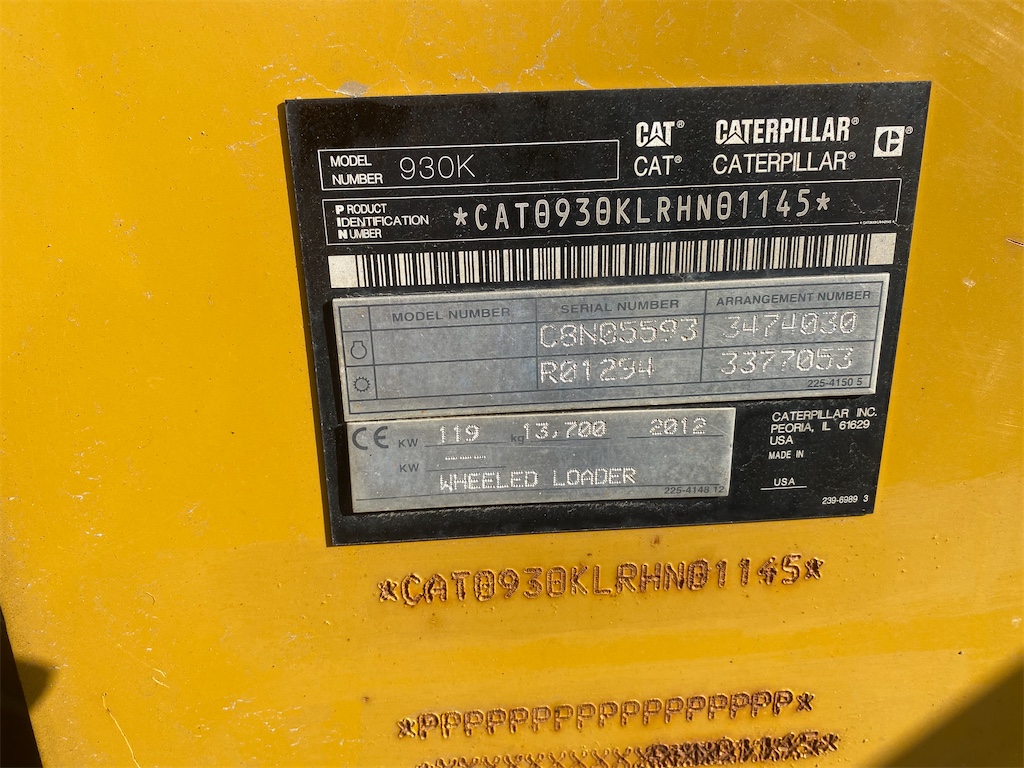 CAT® CATERPILLAR®
CAT® CATERPILLAR®
MODEL NUMBER 930K
PRODUCT IDENTIFICATION NUMBER *CAT0930KLRHN01145*
MODEL NUMBER SERIAL NUMBER ARRANGEMENT NUMBER
C8N05593 3474030
R01294 3377053
225-4150 5
CE KW 119 kg 13,700 2012
KW
WHEELED LOADER
225-4148 12
CATERPILLAR INC.
PEORIA, IL 61629
USA
MADE IN
USA
239-6989 3
*CAT0930KLRHN01145*
*PPPPPPPPPPPPPPPPP*